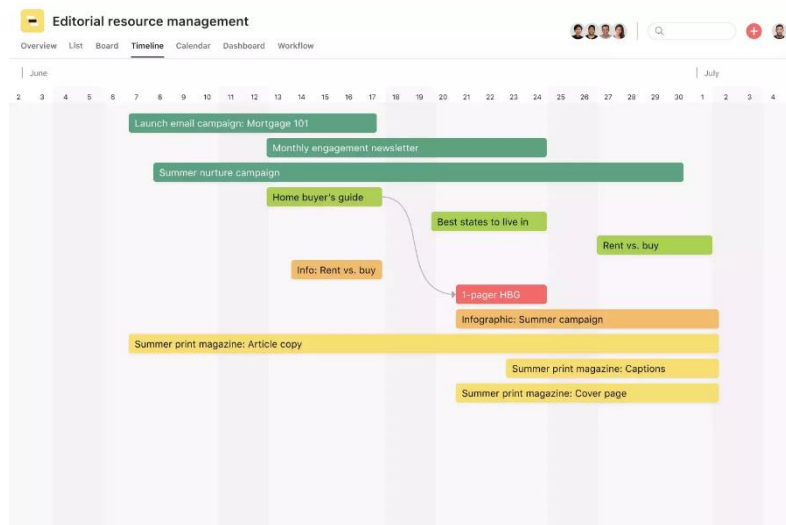 Editorial resource management
Overview List Board Timeline Calendar Dashboard Workflow
June July
2 3 4 5 6 7 8 9 10 11 12 13 14 15 16 17 18 19 20 21 22 23 24 25 26 27 28 29 30 1 2 3 4
Launch email campaign: Mortgage 101
Monthly engagement newsletter
Summer nurture campaign
Home buyer's guide
Best states to live in
Rent vs. buy
Info: Rent vs. buy
1-pager HBG
Infographic: Summer campaign
Summer print magazine: Article copy
Summer print magazine: Captions
Summer print magazine: Cover page